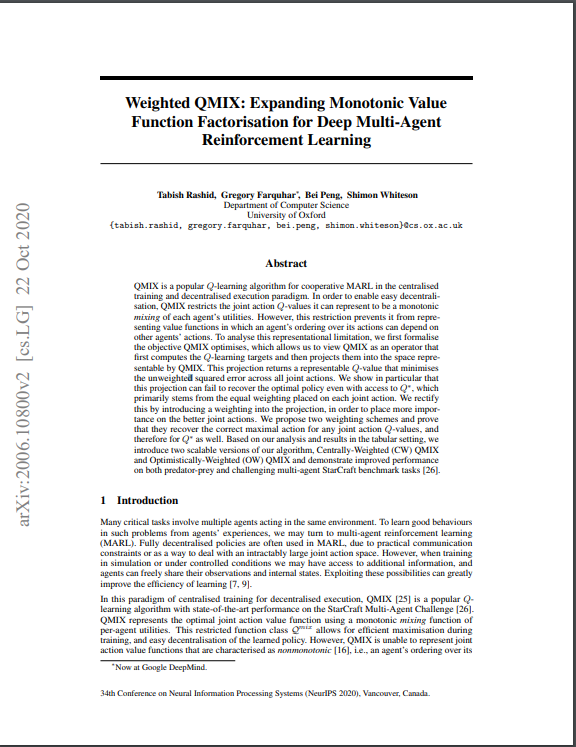 Weighted QMIX: Expanding Monotonic Value
Function Factorisation for Deep Multi-Agent
Reinforcement Learning
Tabish Rashid, Gregory Farquhar*, Bei Peng, Shimon Whiteson
Department of Computer Science
University of Oxford
{tabish.rashid, gregory.farquhar, bei.peng, shimon.whiteson}@cs.ox.ac.uk
Abstract
QMIX is a popular Q-learning algorithm for cooperative MARL in the centralised
training and decentralised execution paradigm. In order to enable easy decentrali-
sation, QMIX restricts the joint action Q-values it can represent to be a monotonic
mixing of each agent's utilities. However, this restriction prevents it from repre-
senting value functions in which an agent's ordering over its actions can depend on
other agents' actions. To analyse this representational limitation, we first formalise
the objective QMIX optimises, which allows us to view QMIX as an operator that
first computes the Q-learning targets and then projects them into the space repre-
sentable by QMIX. This projection returns a representable Q-value that minimises
the unweighted squared error across all joint actions. We show in particular that
this projection can fail to recover the optimal policy even with access to Q*, which
primarily stems from the equal weighting placed on each joint action. We rectify
this by introducing a weighting into the projection, in order to place more impor-
tance on the better joint actions. We propose two weighting schemes and prove
that they recover the correct maximal action for any joint action Q-values, and
therefore for Q* as well. Based on our analysis and results in the tabular setting, we
introduce two scalable versions of our algorithm, Centrally-Weighted (CW) QMIX
and Optimistically-Weighted (OW) QMIX and demonstrate improved performance
on both predator-prey and challenging multi-agent StarCraft benchmark tasks [26].
1 Introduction
Many critical tasks involve multiple agents acting in the same environment. To learn good behaviours
in such problems from agents' experiences, we may turn to multi-agent reinforcement learning
(MARL). Fully decentralised policies are often used in MARL, due to practical communication
constraints or as a way to deal with an intractably large joint action space. However, when training
in simulation or under controlled conditions we may have access to additional information, and
agents can freely share their observations and internal states. Exploiting these possibilities can greatly
improve the efficiency of learning [7, 9].
In this paradigm of centralised training for decentralised execution, QMIX [25] is a popular Q-
learning algorithm with state-of-the-art performance on the StarCraft Multi-Agent Challenge [26].
QMIX represents the optimal joint action value function using a monotonic mixing function of
per-agent utilities. This restricted function class Q^mix allows for efficient maximisation during
training, and easy decentralisation of the learned policy. However, QMIX is unable to represent joint
action value functions that are characterised as nonmonotonic [16], i.e., an agent's ordering over its
*Now at Google DeepMind.
34th Conference on Neural Information Processing Systems (NeurIPS 2020), Vancouver, Canada.
arXiv:2006.10800v2 [cs.LG] 22 Oct 2020